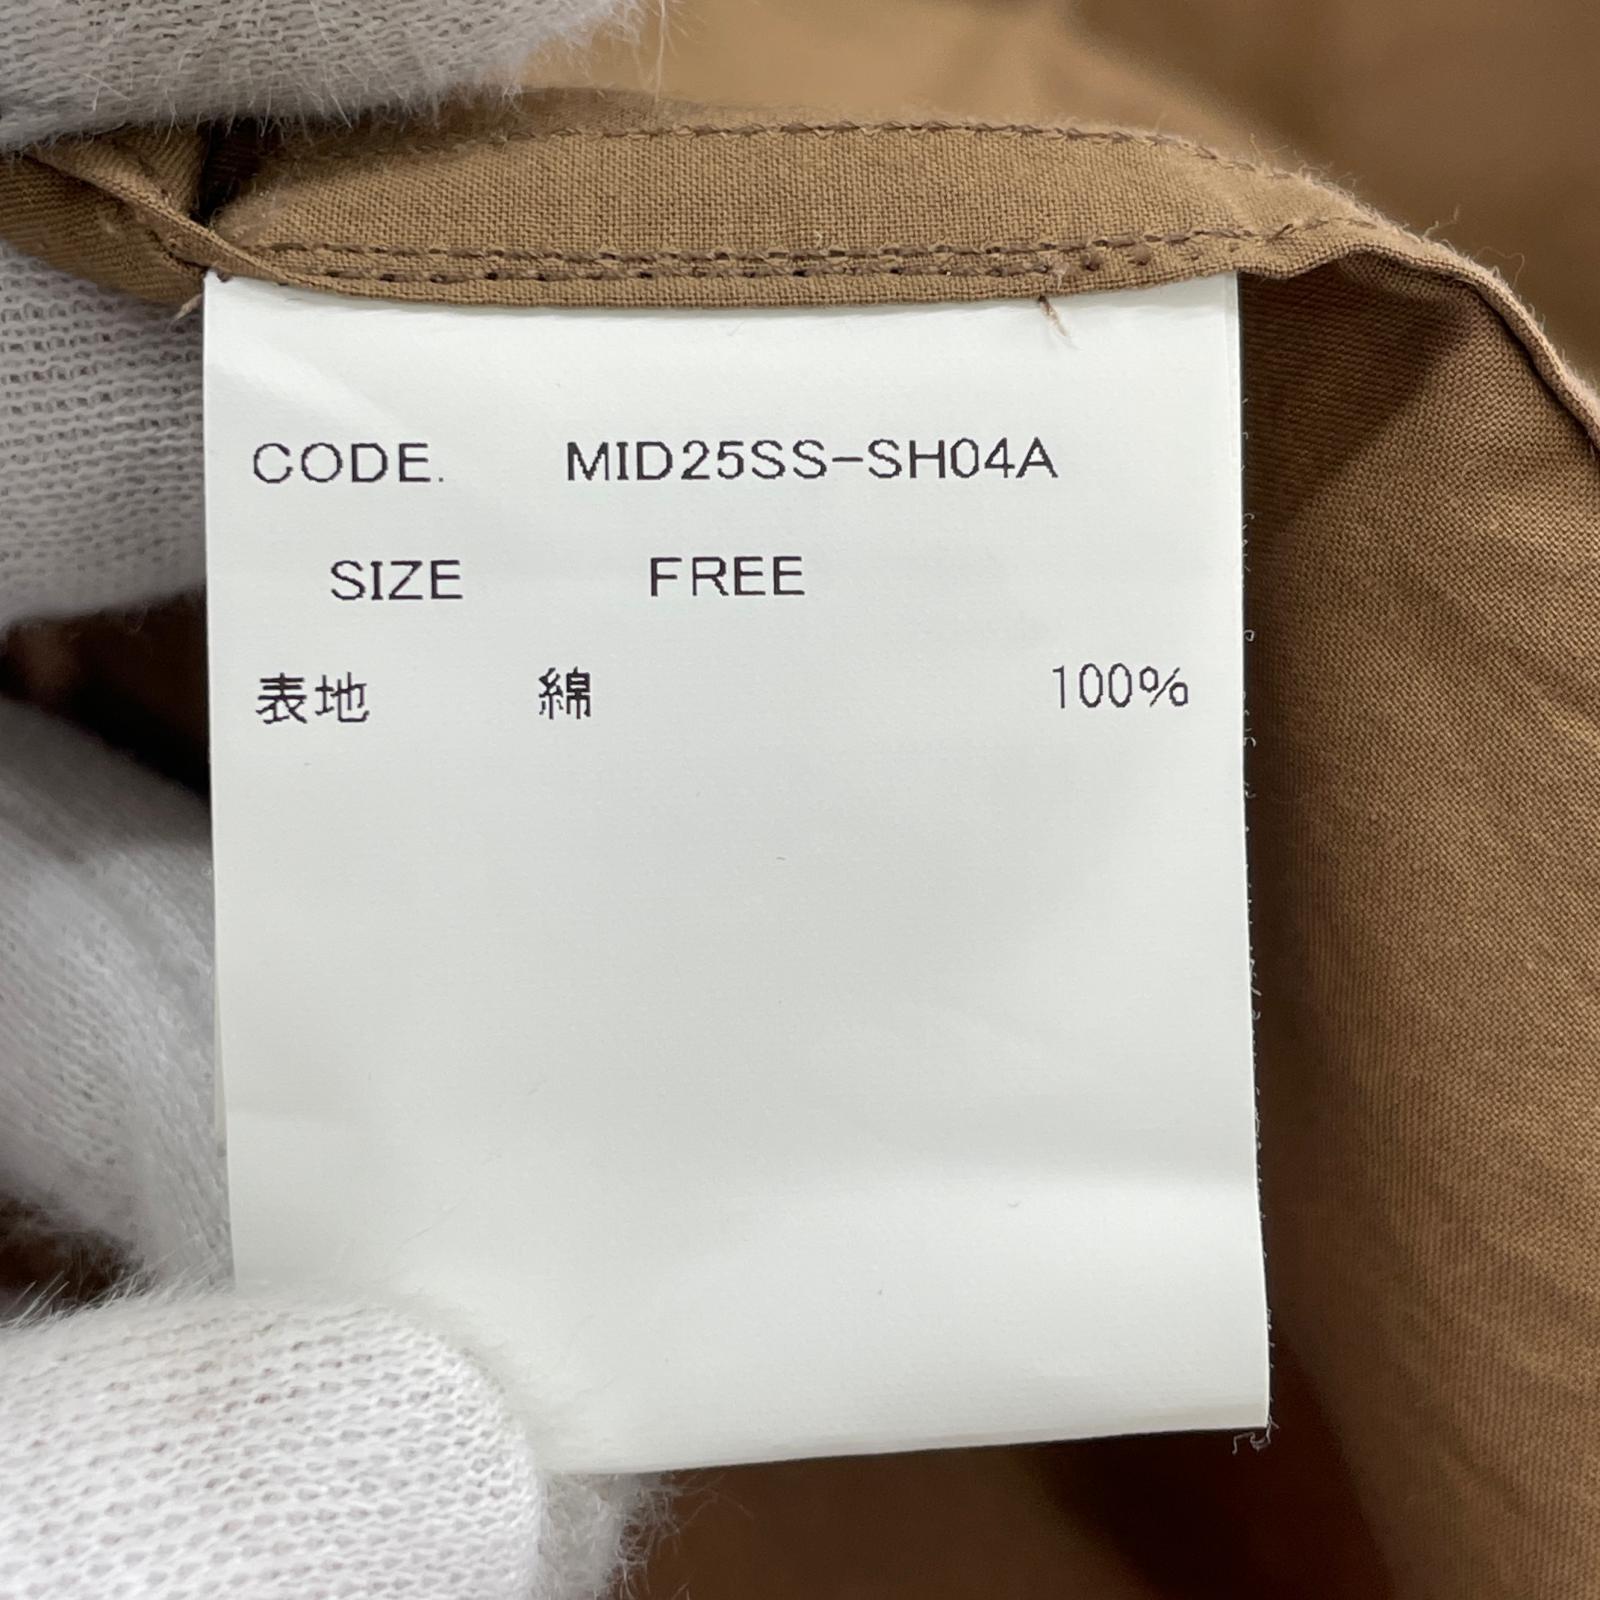 CODE. MID25SS-SH04A
SIZE FREE
表地 綿 100%